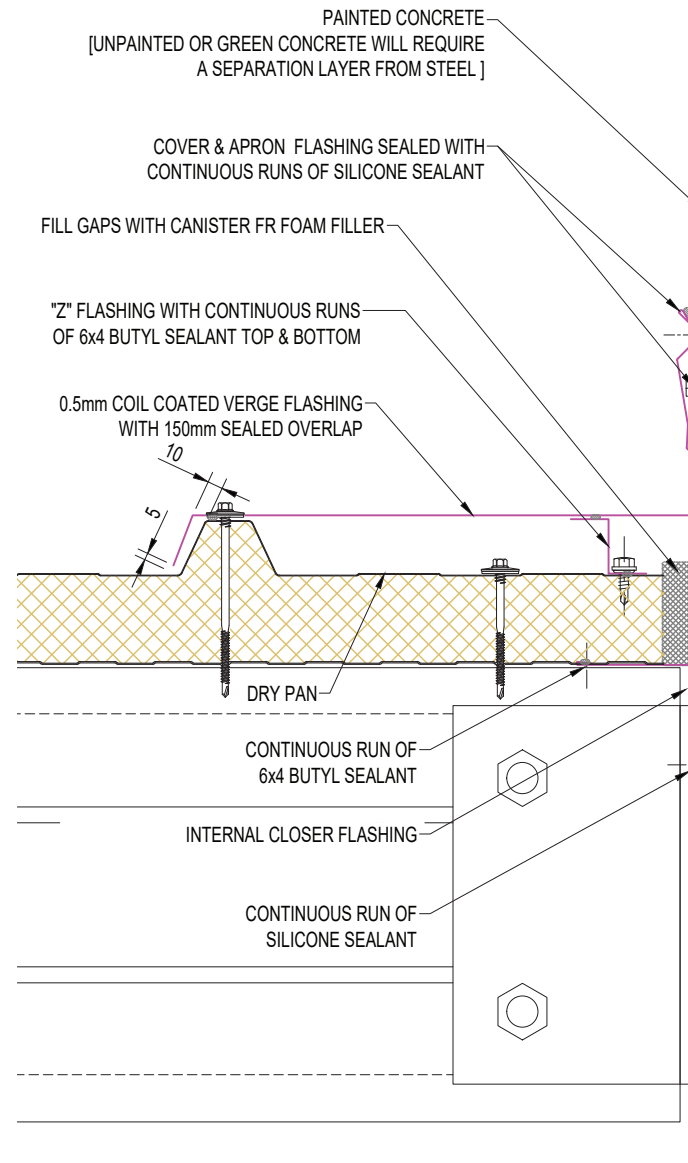 PAINTED CONCRETE
[UNPAINTED OR GREEN CONCRETE WILL REQUIRE
A SEPARATION LAYER FROM STEEL ]
COVER & APRON FLASHING SEALED WITH
CONTINUOUS RUNS OF SILICONE SEALANT
FILL GAPS WITH CANISTER FR FOAM FILLER
"Z" FLASHING WITH CONTINUOUS RUNS
OF 6x4 BUTYL SEALANT TOP & BOTTOM
0.5mm COIL COATED VERGE FLASHING
WITH 150mm SEALED OVERLAP
10
5
DRY PAN
CONTINUOUS RUN OF
6x4 BUTYL SEALANT
INTERNAL CLOSER FLASHING
CONTINUOUS RUN OF
SILICONE SEALANT